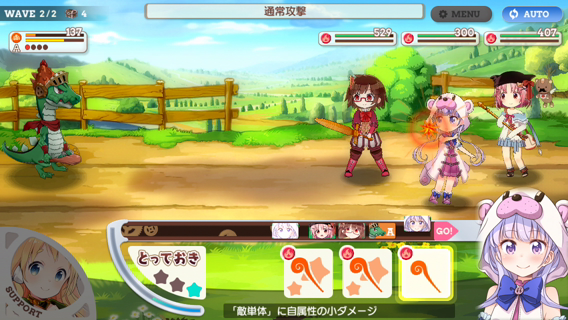 WAVE 2/2 4
通常攻撃
MENU
AUTO
137
A
529
300
407
GO!
とっておき
SUPPORT
「敵単体」に自属性の小ダメージ